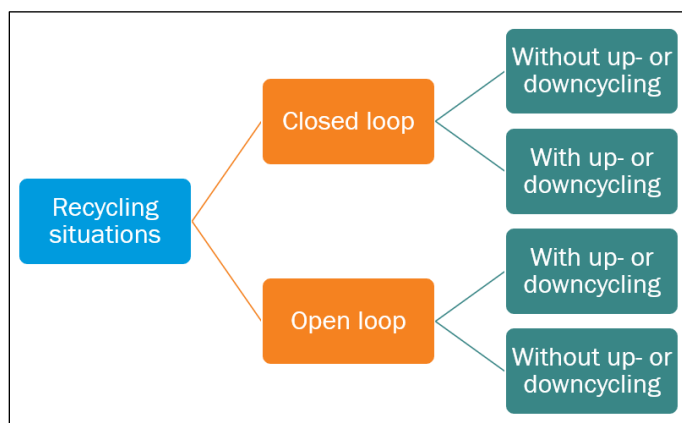 Recycling
situations
Closed loop
Without up- or
downcycling
With up- or
downcycling
Open loop
With up- or
downcycling
Without up- or
downcycling